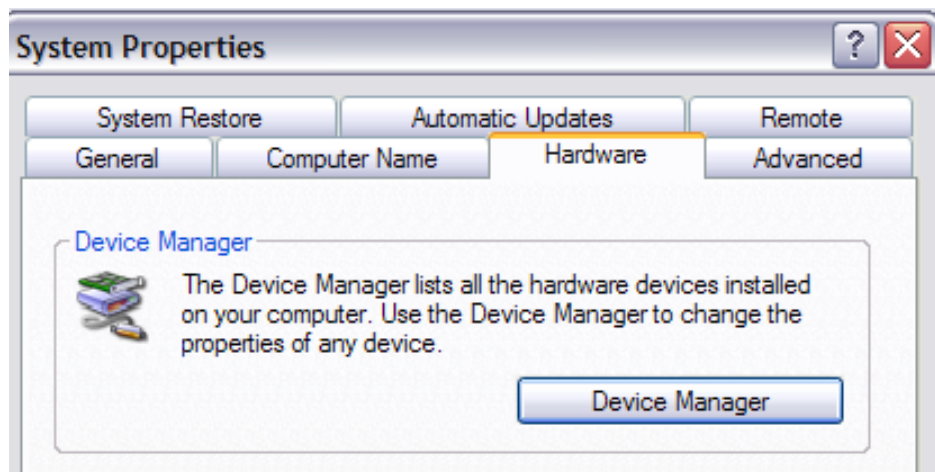 System Properties
?
System Restore Automatic Updates Remote
General Computer Name Hardware Advanced
Device Manager
The Device Manager lists all the hardware devices installed
on your computer. Use the Device Manager to change the
properties of any device.
Device Manager